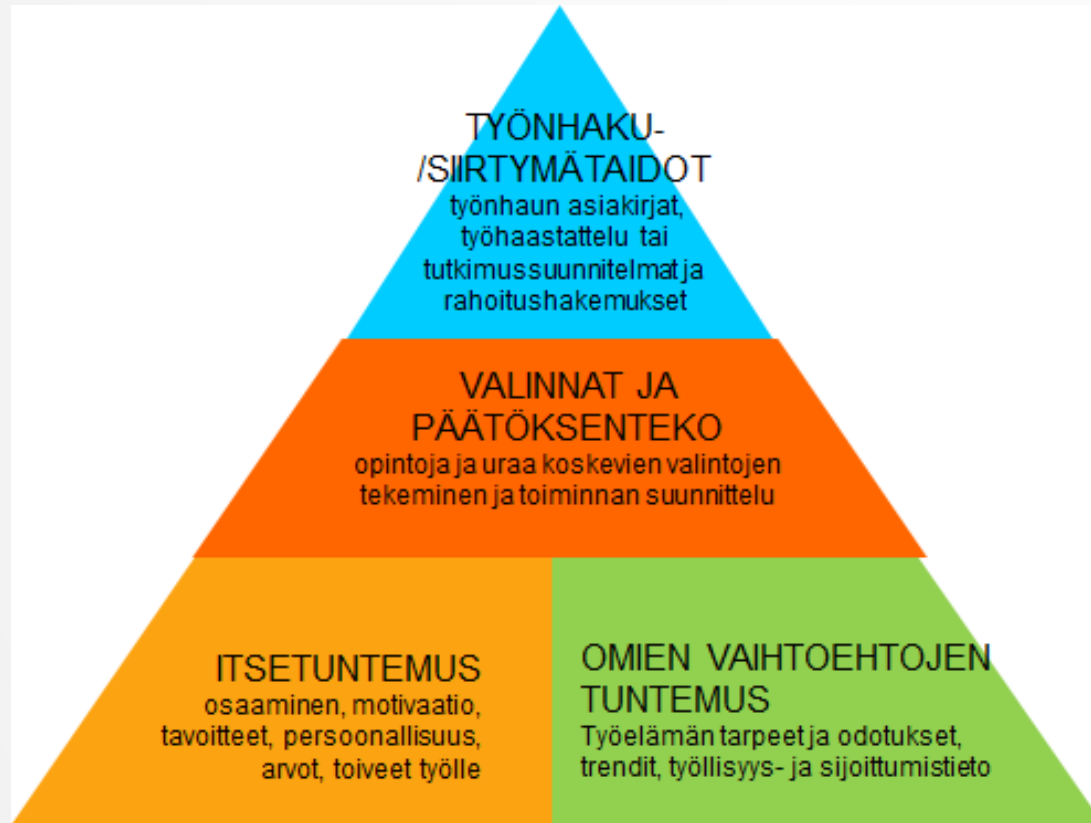 TYÖNHAKU-
/SIIRTYMÄTAIDOT
työnhaun asiakirjat,
työhaastattelu tai
tutkimussuunnitelmat ja
rahoitushakemukset
VALINNAT JA
PÄÄTÖKSENTEKO
opintoja ja uraa koskevien valintojen
tekeminen ja toiminnan suunnittelu
ITSETUNTEMUS
osaaminen, motivaatio,
tavoitteet, persoonallisuus,
arvot, toiveet työlle
OMIEN VAIHTOEHTOJEN
TUNTEMUS
Työelämän tarpeet ja odotukset,
trendit, työllisyys- ja sijoittumistieto